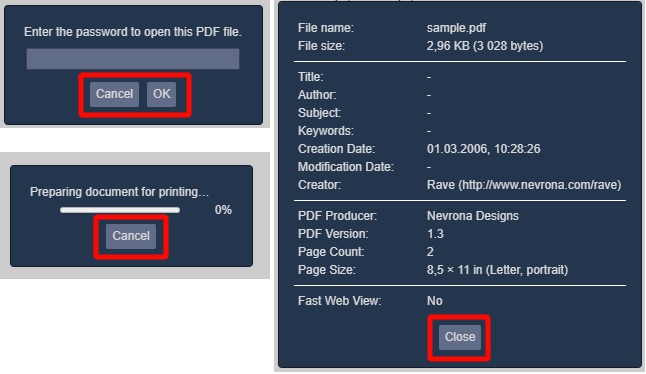 Enter the password to open this PDF file.
Cancel OK
Preparing document for printing...
0%
Cancel
File name: sample.pdf
File size: 2,96 KB (3 028 bytes)
Title: -
Author: -
Subject: -
Keywords: -
Creation Date: 01.03.2006, 10:28:26
Modification Date: -
Creator: Rave (http://www.nevrona.com/rave)
PDF Producer: Nevrona Designs
PDF Version: 1.3
Page Count: 2
Page Size: 8,5 × 11 in (Letter, portrait)
Fast Web View: No
Close